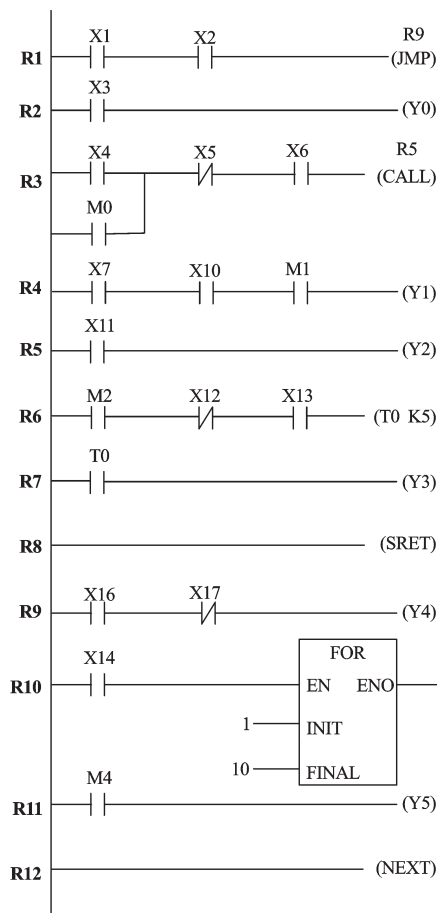 X1 X2 R9
R1 (JMP)
X3
R2 (Y0)
X4 X5 X6 R5
R3 (CALL)
M0
X7 X10 M1
R4 (Y1)
X11
R5 (Y2)
M2 X12 X13
R6 (T0 K5)
T0
R7 (Y3)
R8 (SRET)
X16 X17
R9 (Y4)
FOR
X14
R10 EN ENO
1 INIT
10 FINAL
M4
R11 (Y5)
R12 (NEXT)